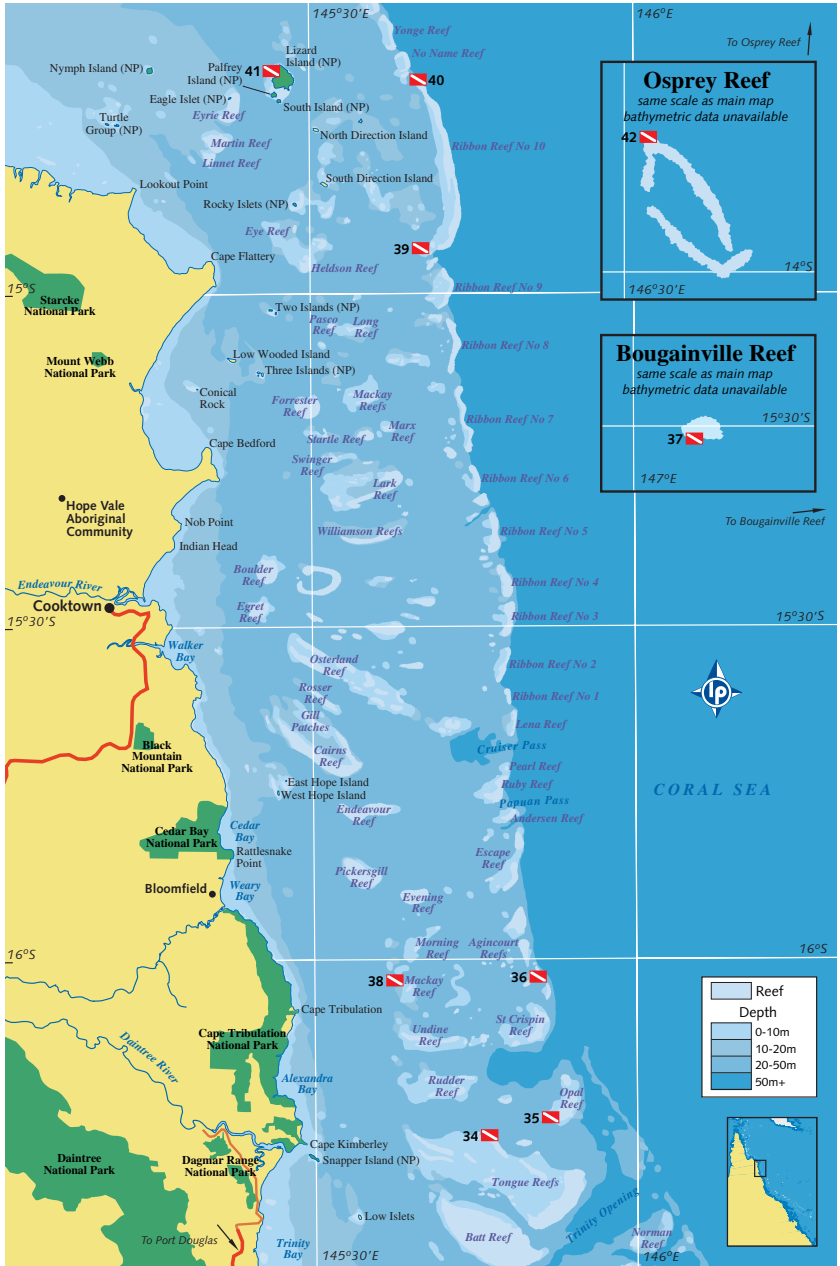 145°30'E
146°E
Yonge Reef
No Name Reef
To Osprey Reef
Nymph Island (NP)
41
Lizard
Island (NP)
Palfrey
Island (NP)
40
Eagle Islet (NP)
South Island (NP)
Eyrie Reef
Turtle
Group (NP)
North Direction Island
Martin Reef
Linnet Reef
Ribbon Reef No 10
Lookout Point
South Direction Island
Rocky Islets (NP)
Eye Reef
39
Cape Flattery
Heldson Reef
Ribbon Reef No 9
Osprey Reef
same scale as main map
bathymetric data unavailable
42
14°S
146°30'E
15°S
Starcke
National Park
Two Islands (NP)
Pasco
Reef
Long
Reef
Ribbon Reef No 8
Mount Webb
National Park
Low Wooded Island
Three Islands (NP)
Conical
Rock
Forrester
Reef
Mackay
Reefs
Bougainville Reef
same scale as main map
bathymetric data unavailable
15°30'S
37
147°E
Marx
Reef
Ribbon Reef No 7
Cape Bedford
Startle Reef
Swinger
Reef
Lark
Reef
Ribbon Reef No 6
Hope Vale
Aboriginal
Community
Nob Point
Indian Head
Williamson Reefs
Ribbon Reef No 5
To Bougainville Reef
Boulder
Reef
Ribbon Reef No 4
Endeavour River
Cooktown
Egret
Reef
Ribbon Reef No 3
15°30'S
15°30'S
Walker
Bay
Osterland
Reef
Ribbon Reef No 2
Rosser
Reef
Ribbon Reef No 1
lp
Gill
Patches
Lena Reef
Black
Mountain
National Park
Cairns
Reef
Cruiser Pass
Pearl Reef
East Hope Island
West Hope Island
Ruby Reef
Papuan Pass
CORAL SEA
Endeavour
Reef
Andersen Reef
Cedar Bay
National Park
Cedar
Bay
Rattlesnake
Point
Escape
Reef
Bloomfield
Weary
Bay
Pickersgill
Reef
Evening
Reef
Morning
Reef
Agincourt
Reefs
16°S
16°S
38
Mackay
Reef
36
Cape Tribulation
St Crispin
Reef
Cape Tribulation
National Park
Undine
Reef
Daintree River
Alexandra
Bay
Rudder
Reef
Opal
Reef
35
34
Reef
Depth
0-10m
10-20m
20-50m
50m+
Cape Kimberley
Snapper Island (NP)
Daintree
National Park
Dagmar Range
National Park
Tongue Reefs
Trinity Opening
Low Islets
Batt Reef
Norman
Reef
To Port Douglas
Trinity
Bay
145°30'E
146°E